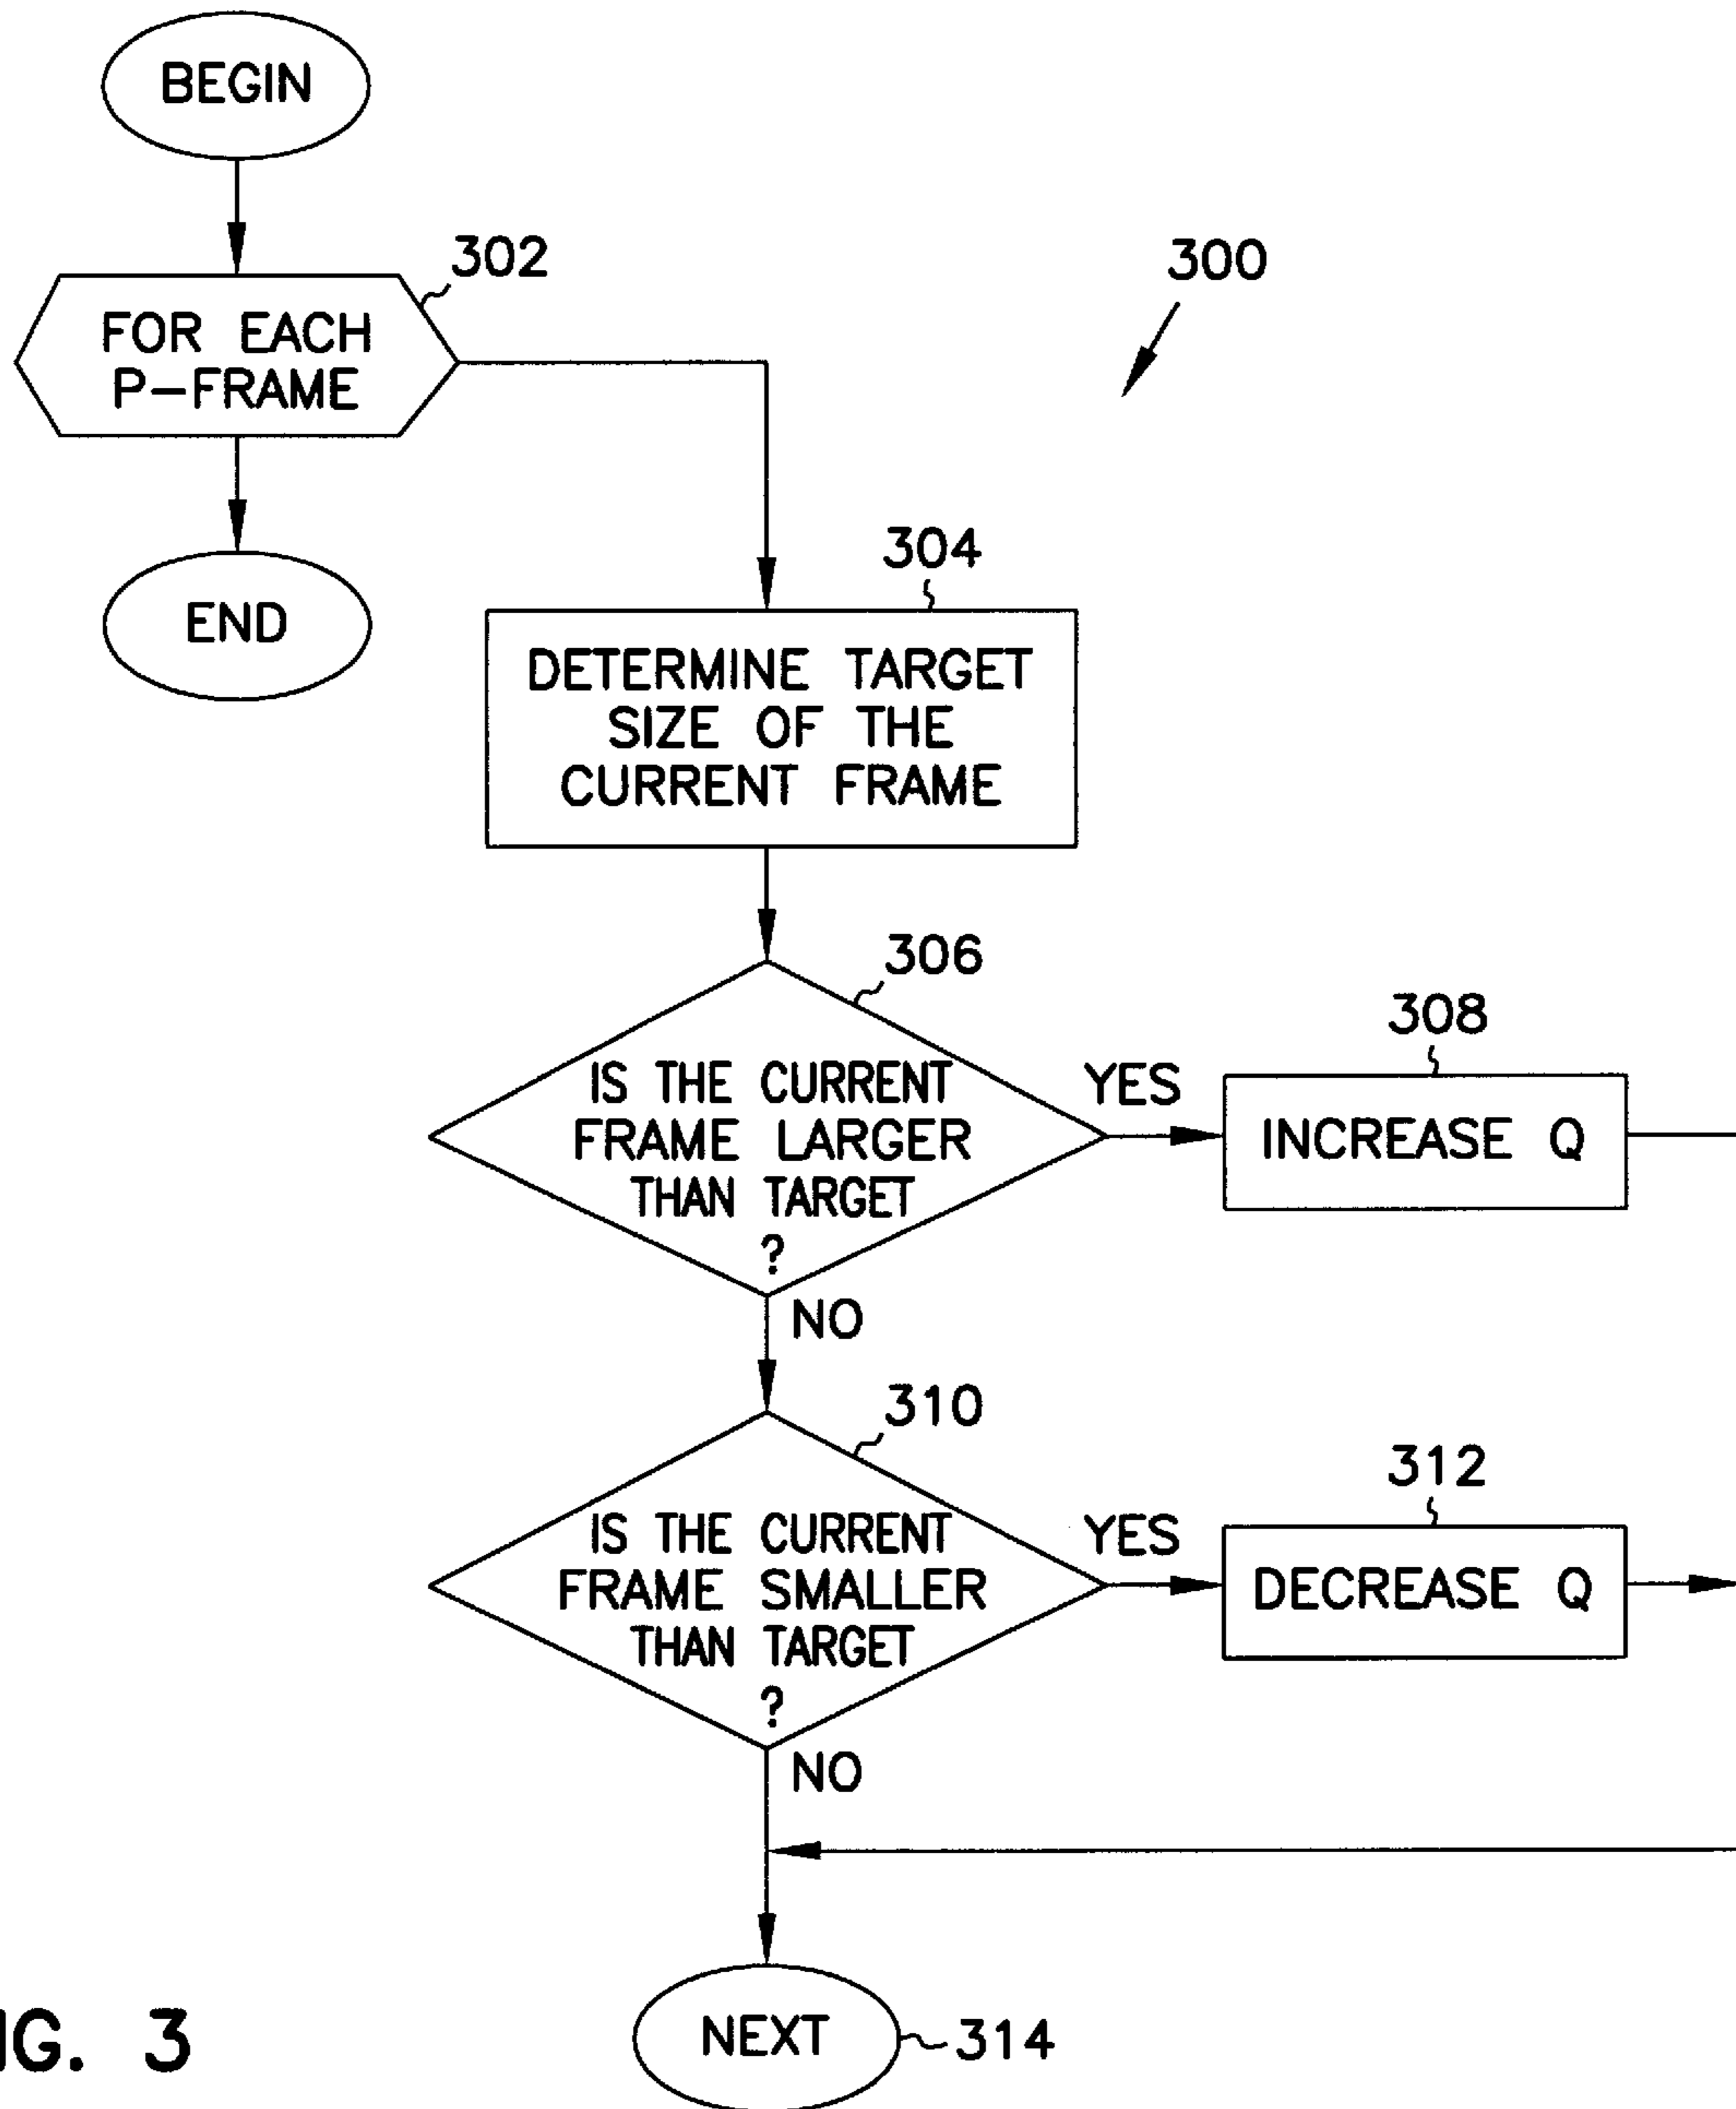 BEGIN
302
300
FOR EACH
P-FRAME
END
304
DETERMINE TARGET
SIZE OF THE
CURRENT FRAME
306
IS THE CURRENT
FRAME LARGER
THAN TARGET
?
YES
308
INCREASE Q
NO
310
IS THE CURRENT
FRAME SMALLER
THAN TARGET
?
YES
312
DECREASE Q
NO
NEXT
314
IG. 3